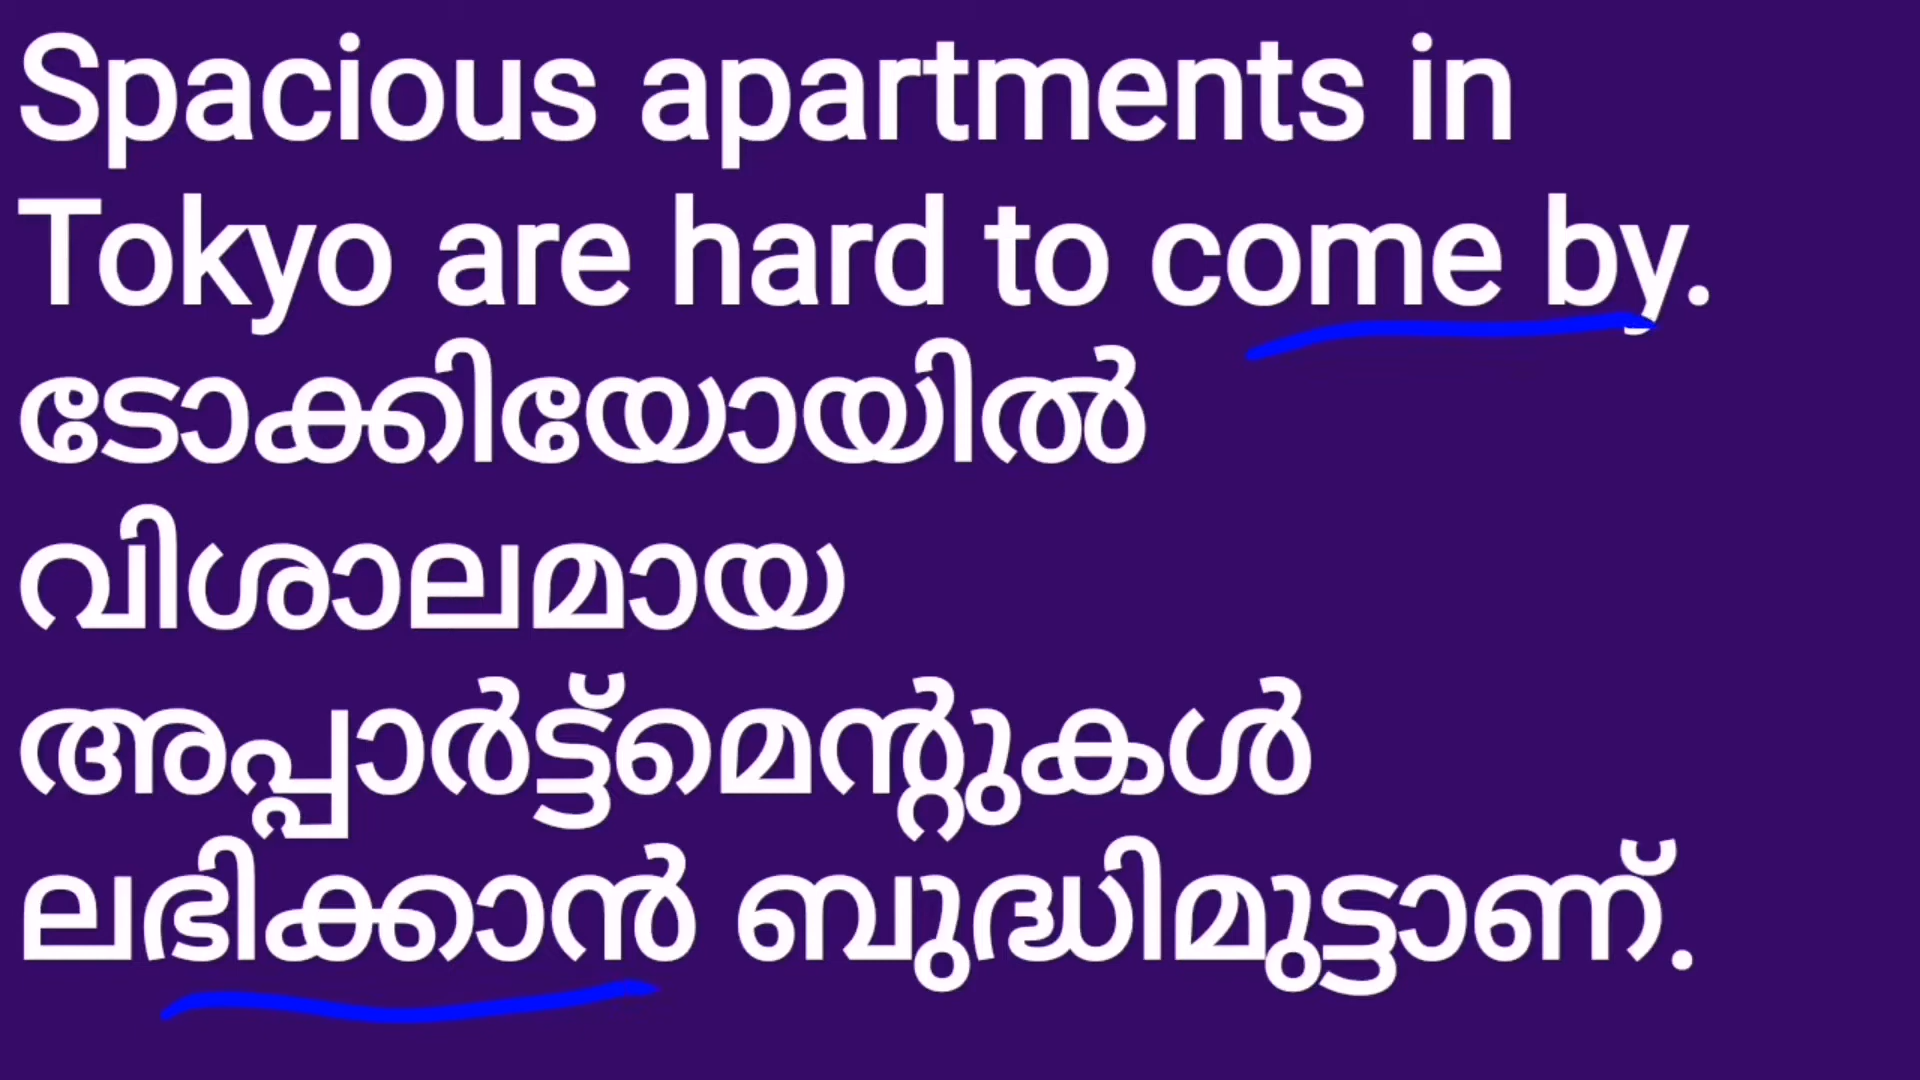 Spacious apartments in
Tokyo are hard to come by.
ടോക്കിയോയിൽ
വിശാലമായ
അപ്പാർട്ട്മെന്റുകൾ
ലഭിക്കാൻ ബുദ്ധിമുട്ടാണ്.